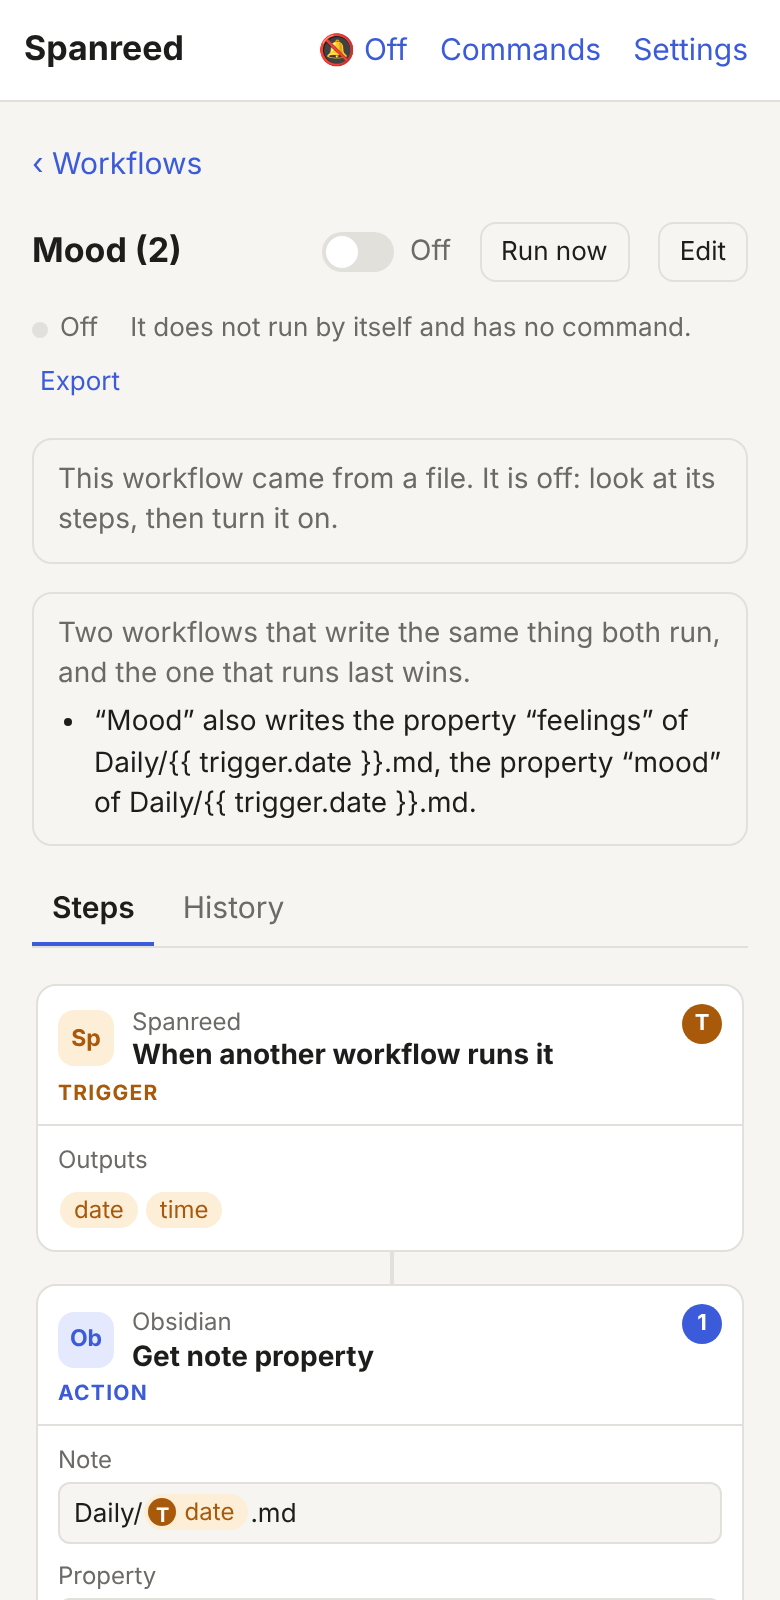 Spanreed
Off
Commands
Settings
‹ Workflows
Mood (2)
Off
Run now
Edit
Off
It does not run by itself and has no command.
Export
This workflow came from a file. It is off: look at its
steps, then turn it on.
Two workflows that write the same thing both run,
and the one that runs last wins.
• “Mood” also writes the property “feelings” of
Daily/{{ trigger.date }}.md, the property “mood”
of Daily/{{ trigger.date }}.md.
Steps
History
Sp
Spanreed
When another workflow runs it
T
TRIGGER
Outputs
date
time
Ob
Obsidian
Get note property
1
ACTION
Note
Daily/ T date .md
Property